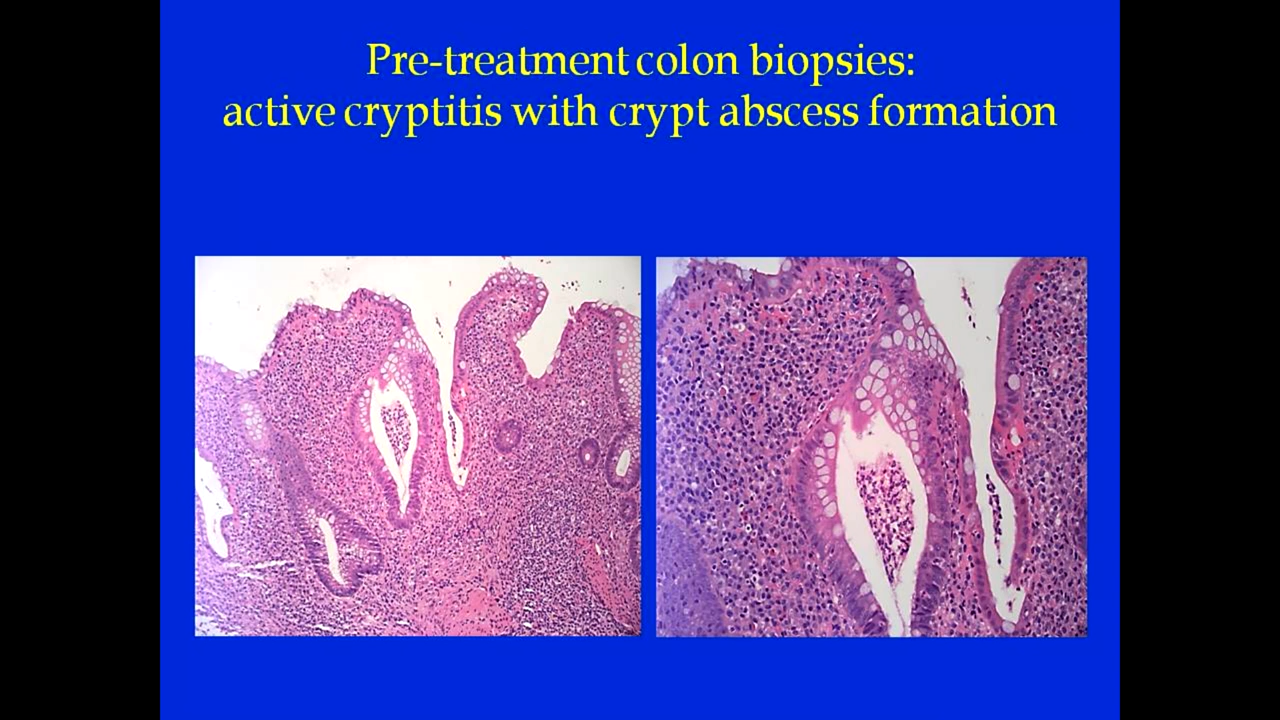 Pre-treatment colon biopsies:
active cryptitis with crypt abscess formation